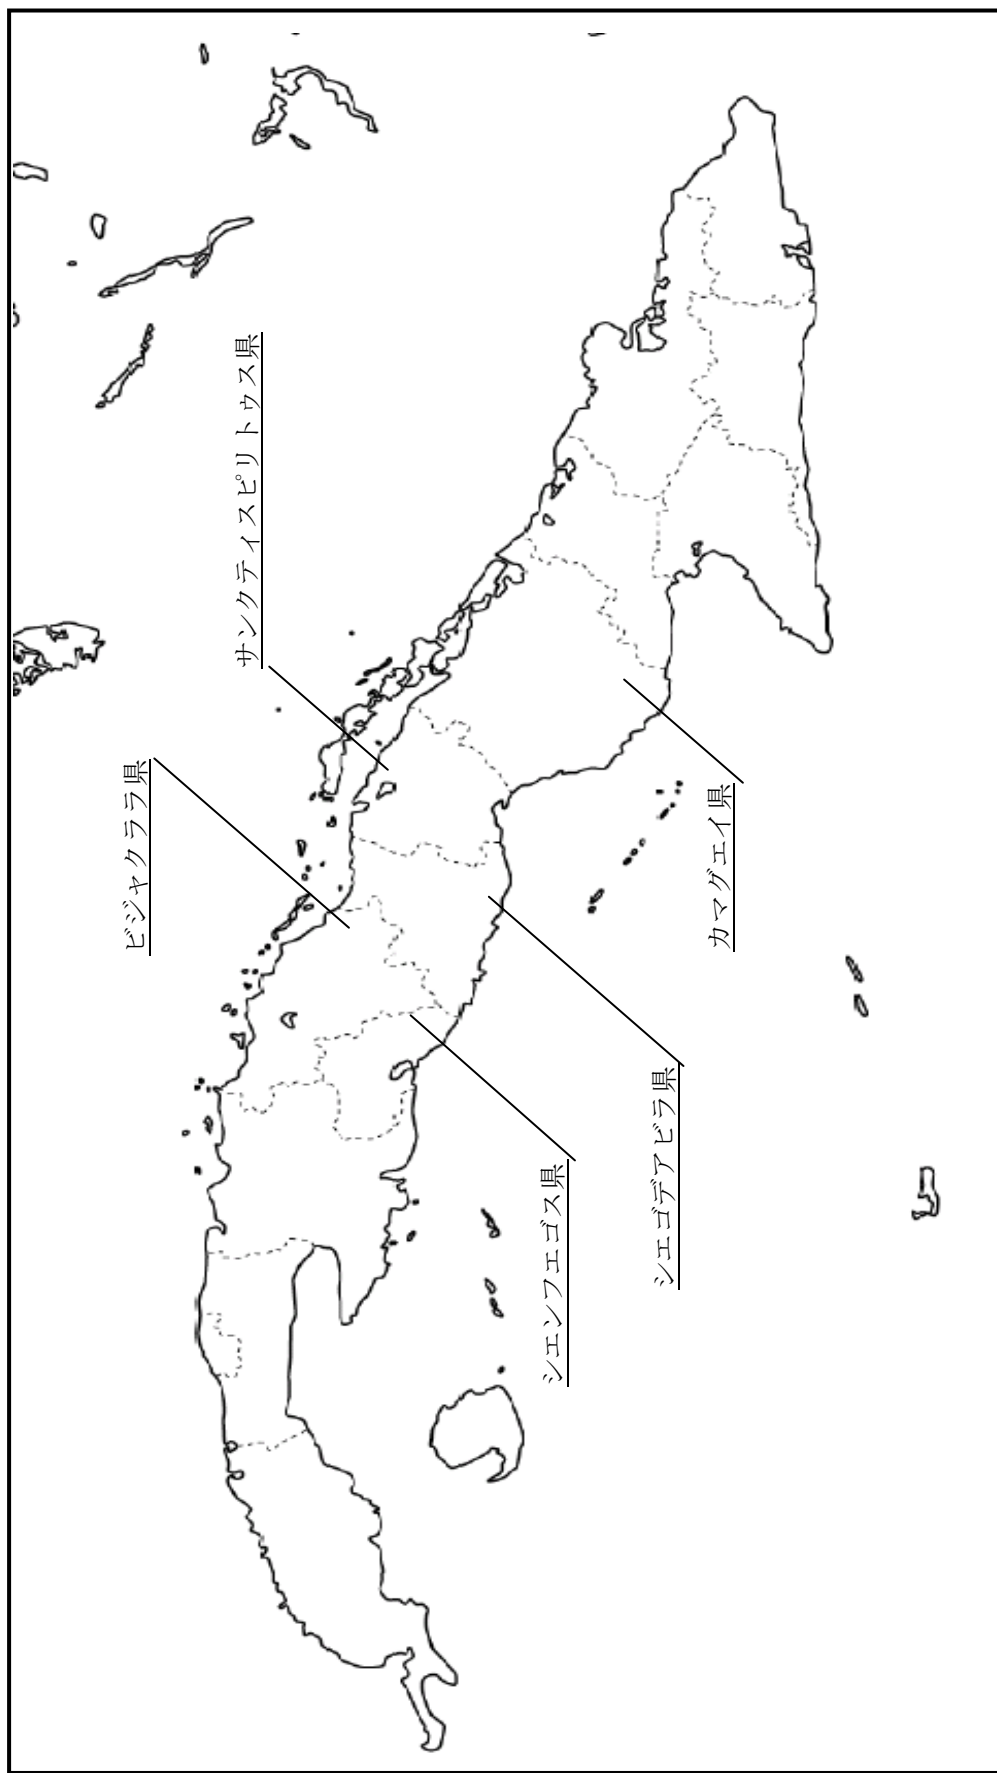 ビジャクララ県
サンクティスピリトゥス県
シエンフェゴス県
シエゴデアビラ県
カマグエイ県